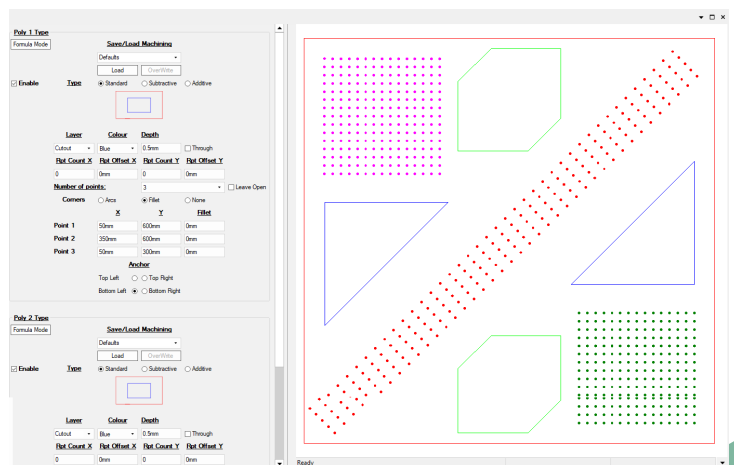 Poly 1 Type
Formula Mode
Save/Load Machining
Defaults
Load OverWrite
Enable Type Standard Subtractive Additive
Layer Colour Depth
Cutout Blue 0.5mm Through
Rpt Count X Rpt Offset X Rpt Count Y Rpt Offset Y
0 0mm 0 0mm
Number of points: 3 Leave Open
Corners Arcs Fillet None
X Y Fillet
Point 1 50mm 600mm 0mm
Point 2 350mm 600mm 0mm
Point 3 50mm 300mm 0mm
Anchor
Top Left Top Right
Bottom Left Bottom Right
Poly 2 Type
Formula Mode
Save/Load Machining
Defaults
Load OverWrite
Enable Type Standard Subtractive Additive
Layer Colour Depth
Cutout Blue 0.5mm Through
Rpt Count X Rpt Offset X Rpt Count Y Rpt Offset Y
0 0mm 0 0mm
Ready